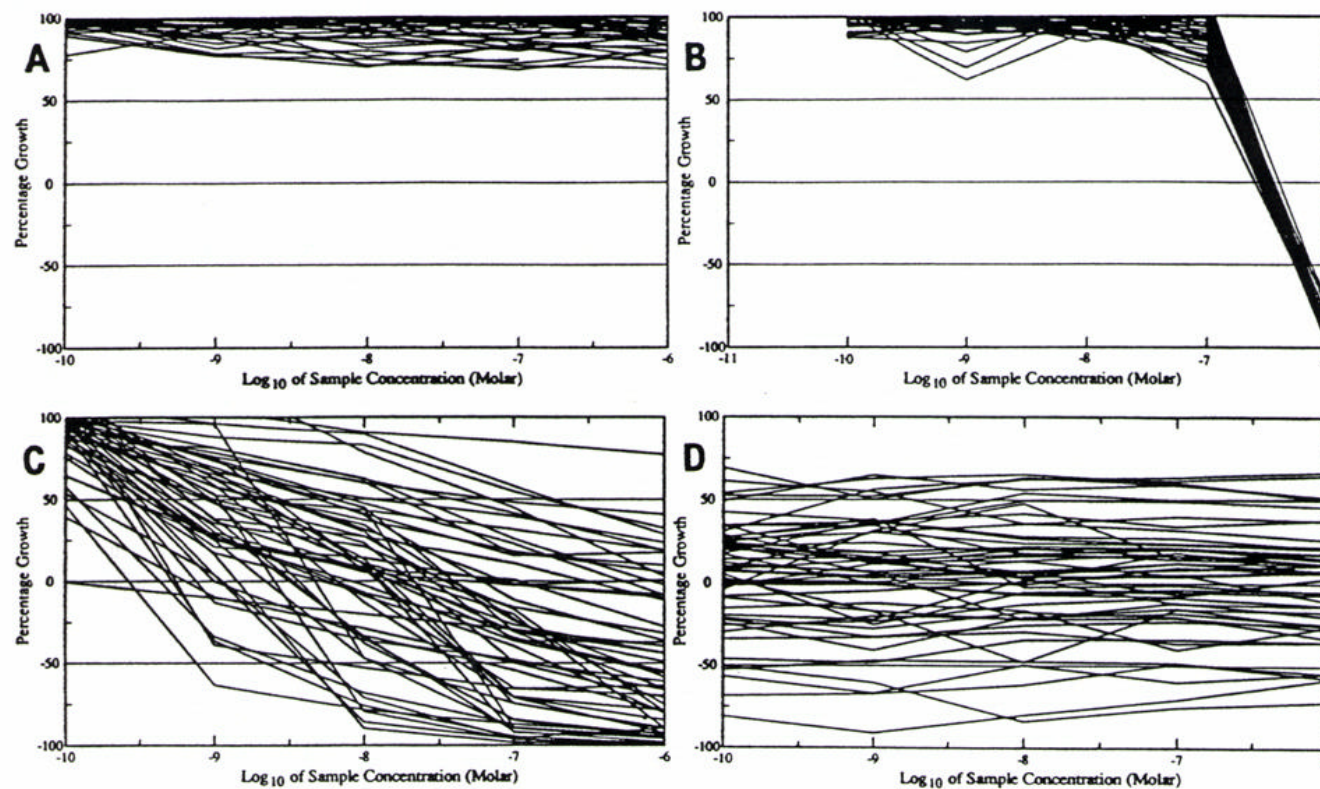 A
100
50
0
-50
-100
Percentage Growth
-10 -9 -8 -7 -6
Log10 of Sample Concentration (Molar)
B
100
50
0
-50
-100
Percentage Growth
-11 -10 -9 -8 -7
Log10 of Sample Concentration (Molar)
C
100
50
0
-50
-100
Percentage Growth
-10 -9 -8 -7 -6
Log10 of Sample Concentration (Molar)
D
100
50
0
-50
-100
Percentage Growth
-10 -9 -8 -7
Log10 of Sample Concentration (Molar)